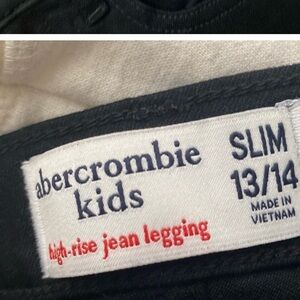 abercrombie
kids
high-rise jean legging
SLIM
13/14
MADE IN
VIETNAM